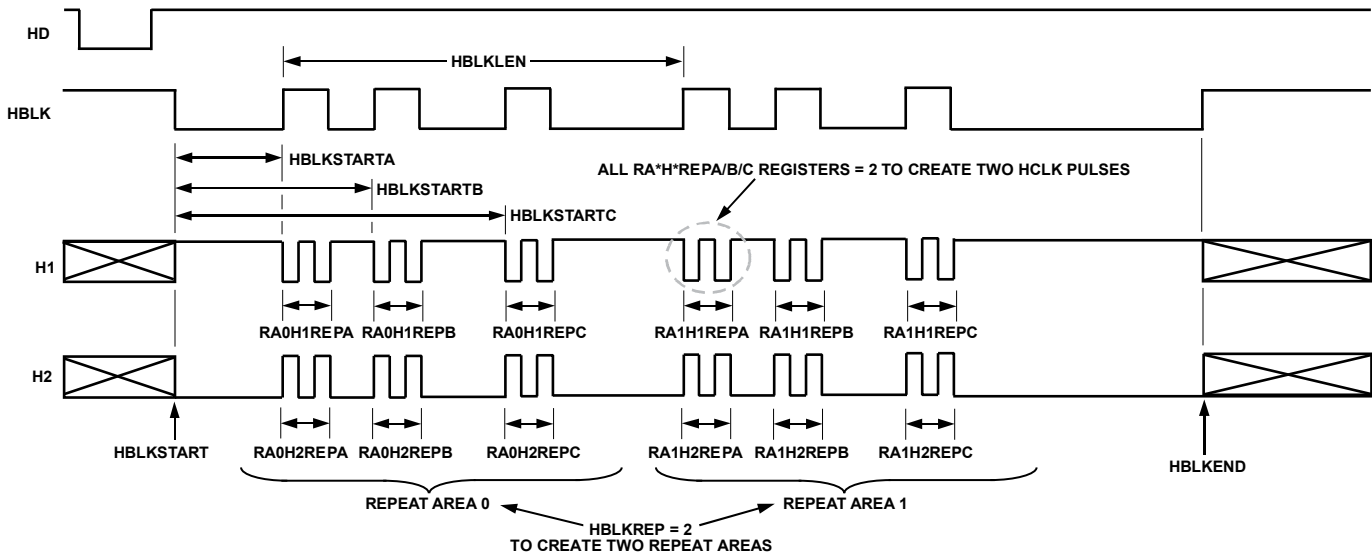 HD
HBLKLEN
HBLK
HBLKSTARTA
ALL RA*H*REPA/B/C REGISTERS = 2 TO CREATE TWO HCLK PULSES
HBLKSTARTB
HBLKSTARTC
H1
RA0H1REPA RA0H1REPB RA0H1REPC RA1H1REPA RA1H1REPB RA1H1REPC
H2
HBLKSTART RA0H2REPA RA0H2REPB RA0H2REPC RA1H2REPA RA1H2REPB RA1H2REPC HBLKEND
REPEAT AREA 0 REPEAT AREA 1
HBLKREP = 2
TO CREATE TWO REPEAT AREAS